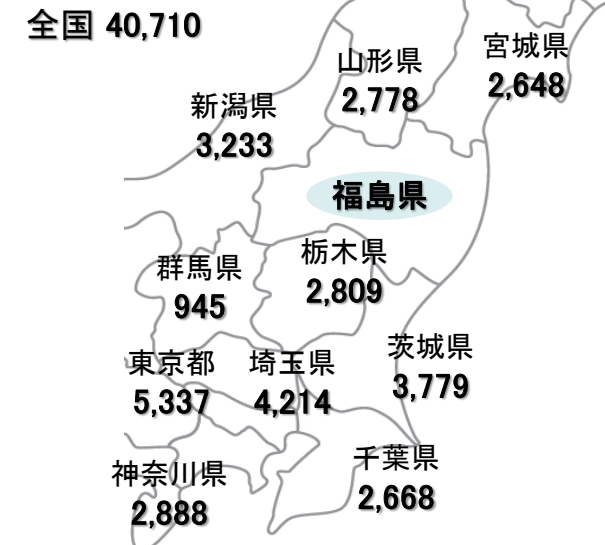 全国 40,710
宮城県
2,648
山形県
2,778
新潟県
3,233
福島県
栃木県
2,809
群馬県
945
茨城県
3,779
東京都
5,337
埼玉県
4,214
千葉県
2,668
神奈川県
2,888